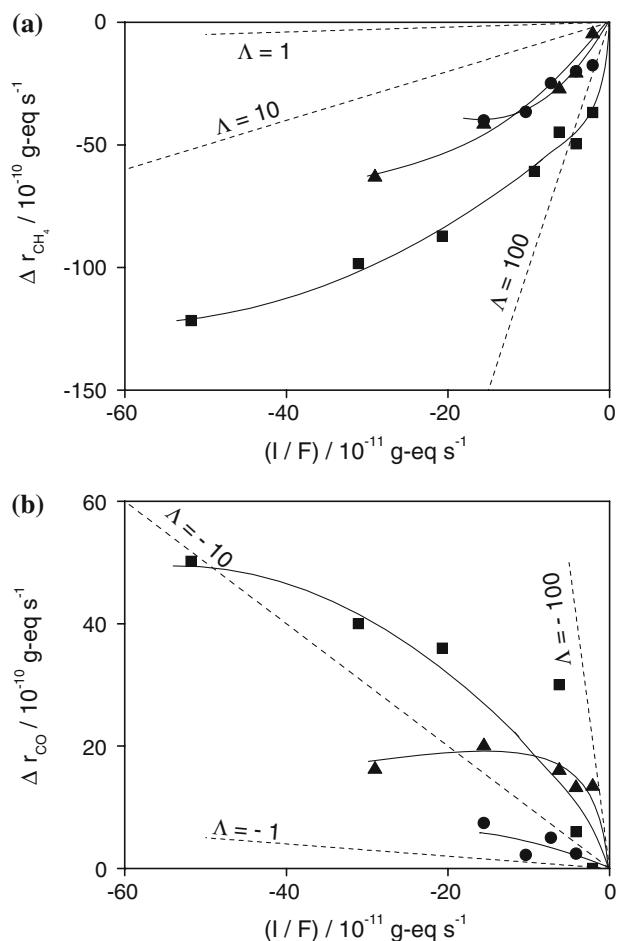 (a)
0
-50
-100
-150
Δ r_CH₄ / 10⁻¹⁰ g-eq s⁻¹
Λ = 1
Λ = 10
Λ = 100
-60
-40
-20
0
(I / F) / 10⁻¹¹ g-eq s⁻¹
(b)
60
40
20
0
Δ r_CO / 10⁻¹⁰ g-eq s⁻¹
Λ = - 10
Λ = - 100
Λ = - 1
-60
-40
-20
0
(I / F) / 10⁻¹¹ g-eq s⁻¹